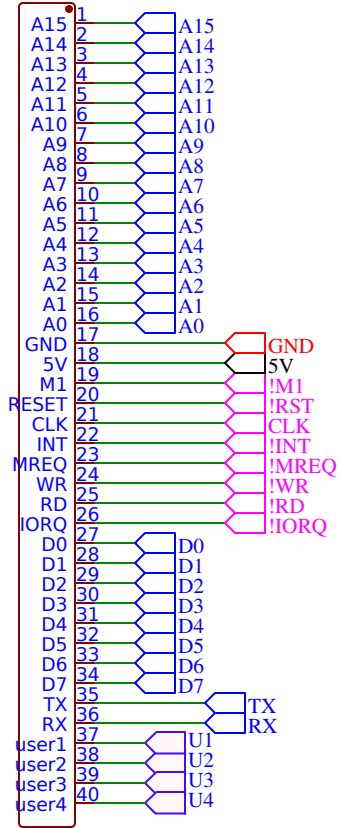 A15 1 A15
A14 2 A14
A13 3 A13
A12 4 A12
A11 5 A11
A10 6 A10
A9 7 A9
A8 8 A8
A7 9 A7
A6 10 A6
A5 11 A5
A4 12 A4
A3 13 A3
A2 14 A2
A1 15 A1
A0 16 A0
GND 17 GND
5V 18 5V
M1 19 !M1
RESET 20 !RST
CLK 21 CLK
INT 22 !INT
MREQ 23 !MREQ
WR 24 !WR
RD 25 !RD
IORQ 26 !IORQ
D0 27 D0
D1 28 D1
D2 29 D2
D3 30 D3
D4 31 D4
D5 32 D5
D6 33 D6
D7 34 D7
TX 35 TX
RX 36 RX
user1 37 U1
user2 38 U2
user3 39 U3
user4 40 U4